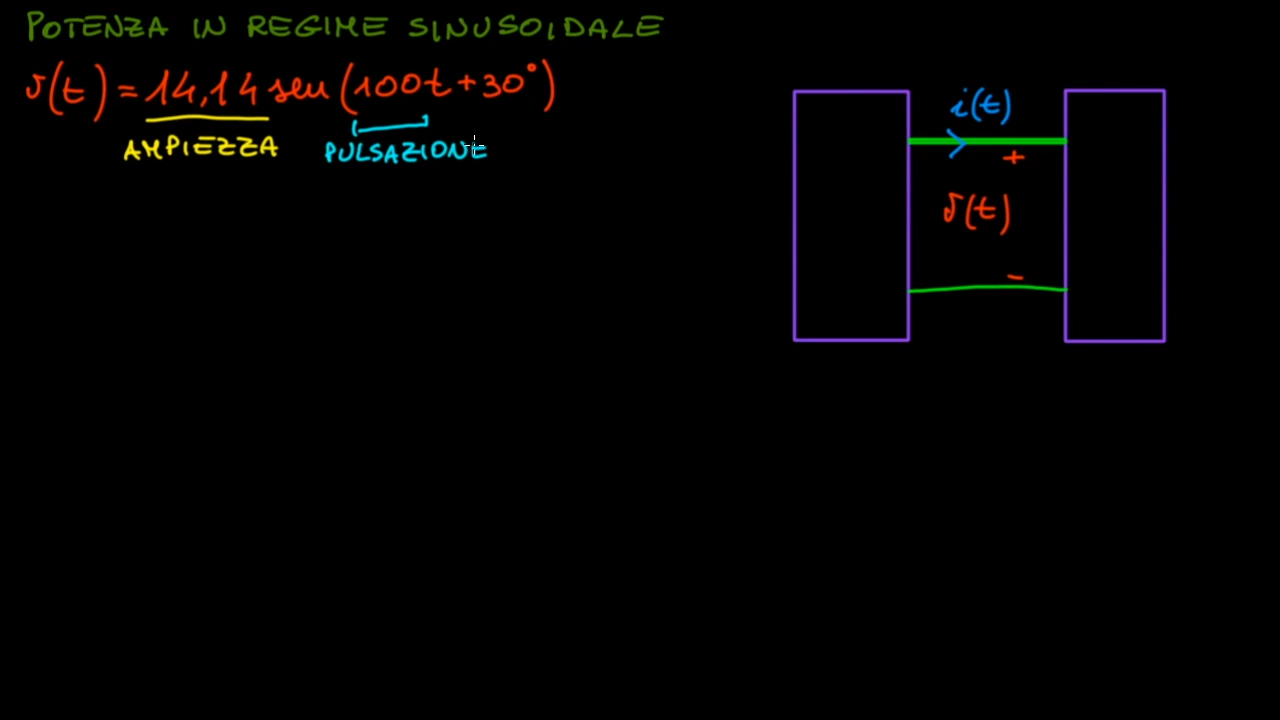 POTENZA IN REGIME SINUSOIDALE
v(t) = 14,14 sen (100t+30°)
AMPIEZZA
PULSAZIONE
i(t)
+
v(t)
-